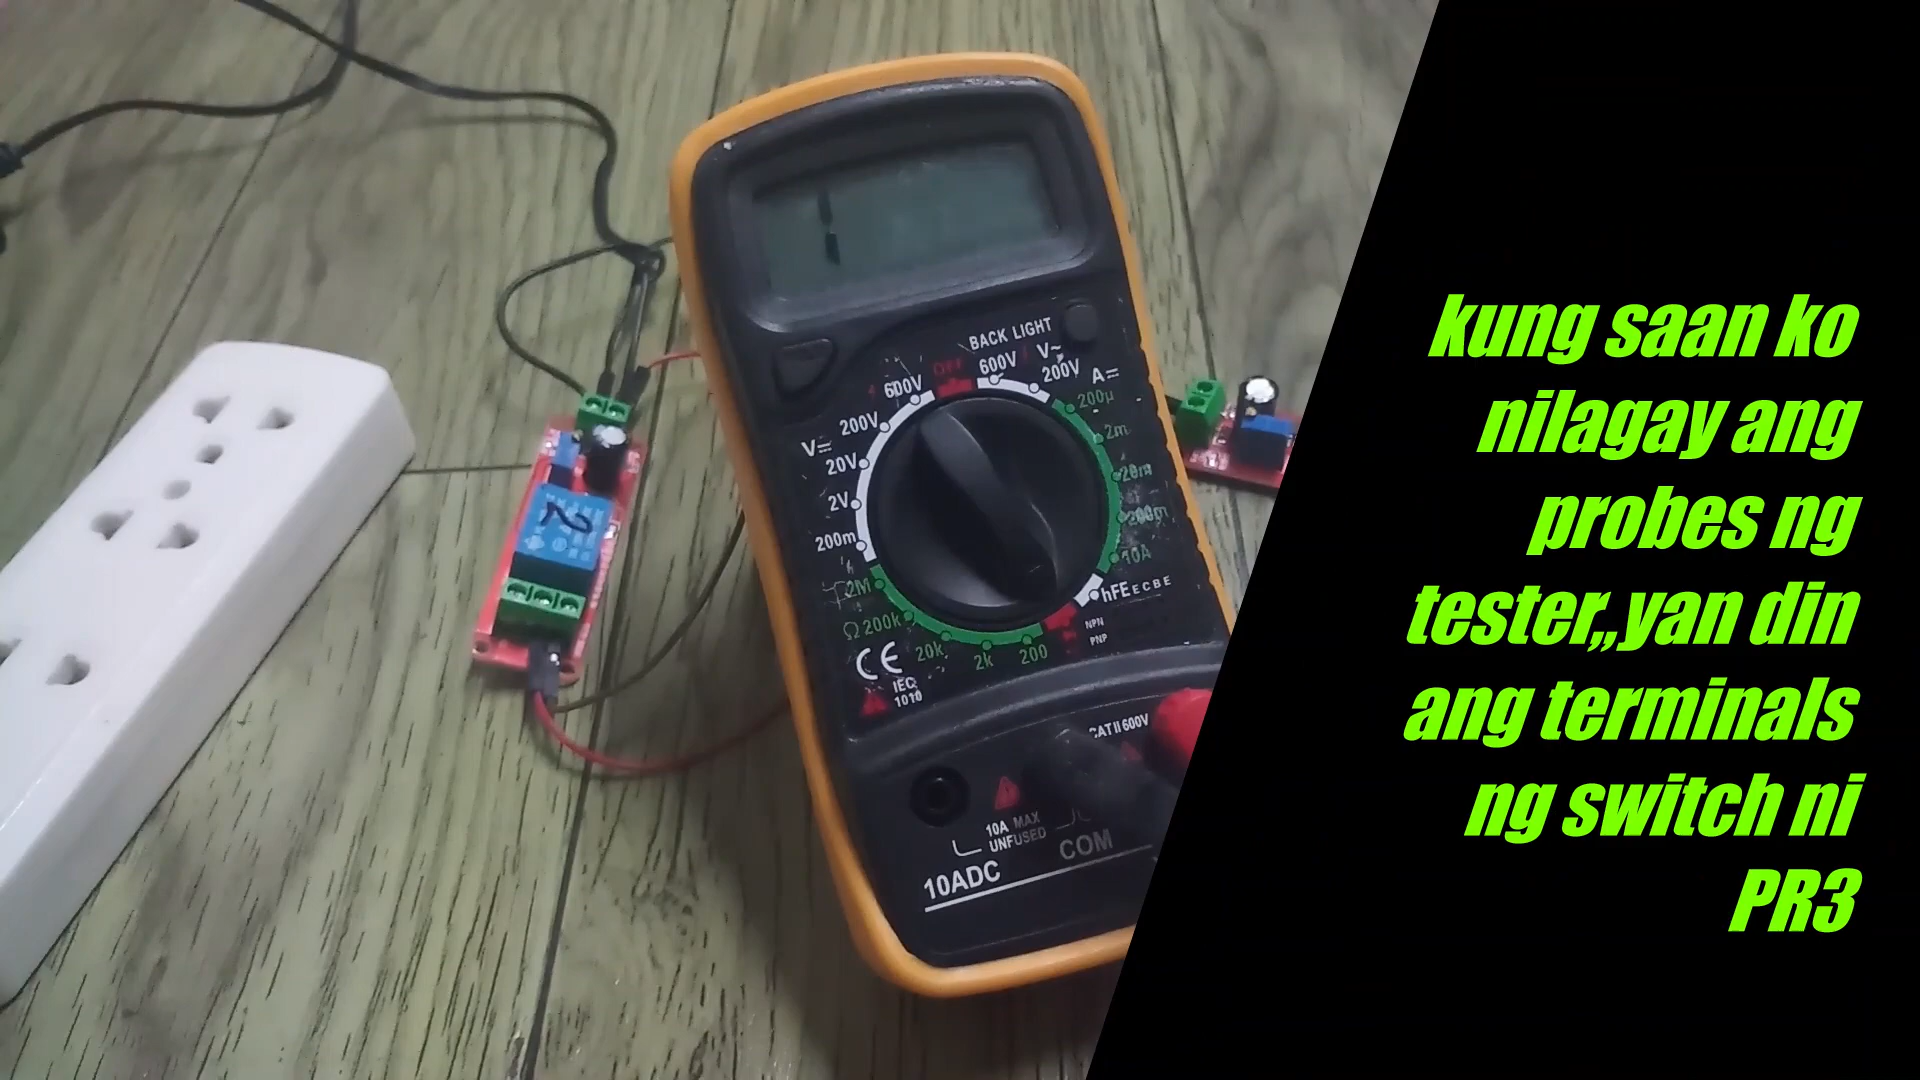 1
BACK LIGHT
OFF
600V
600V
V~
200V
A=
200V
200µ
V=
2m
20V
20m
2V
200m
200m
10A
2M
hFE E C B E
Ω 200k
NPN
PNP
20k
2k
200
CE
IEC
1010
CAT II 600V
10A MAX
UNFUSED
COM
10ADC
2
kung saan ko
nilagay ang
probes ng
tester,,yan din
ang terminals
ng switch ni
PR3